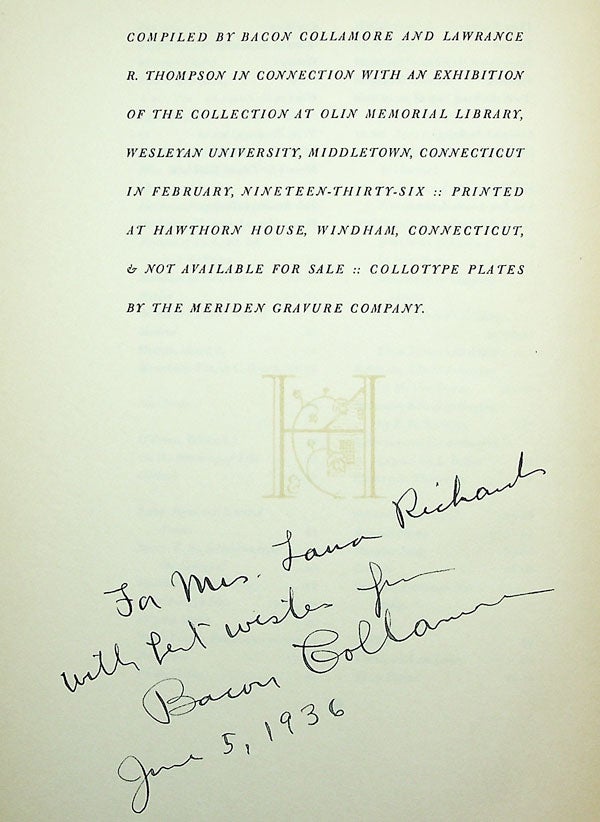 COMPILED BY BACON COLLAMORE AND LAWRANCE
R. THOMPSON IN CONNECTION WITH AN EXHIBITION
OF THE COLLECTION AT OLIN MEMORIAL LIBRARY,
WESLEYAN UNIVERSITY, MIDDLETOWN, CONNECTICUT
IN FEBRUARY, NINETEEN-THIRTY-SIX :: PRINTED
AT HAWTHORN HOUSE, WINDHAM, CONNECTICUT,
& NOT AVAILABLE FOR SALE :: COLLOTYPE PLATES
BY THE MERIDEN GRAVURE COMPANY.
H
For Mrs. Laura Richards
with best wishes from
Bacon Collamore
June 5, 1936